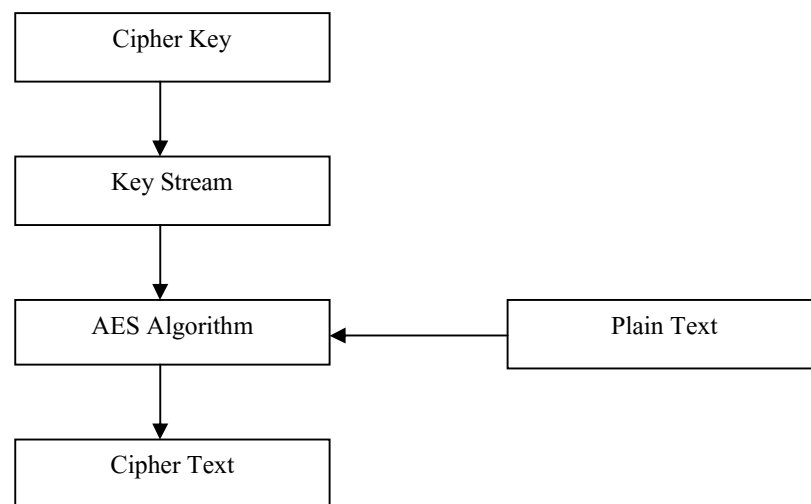 Cipher Key
Key Stream
AES Algorithm
Plain Text
Cipher Text